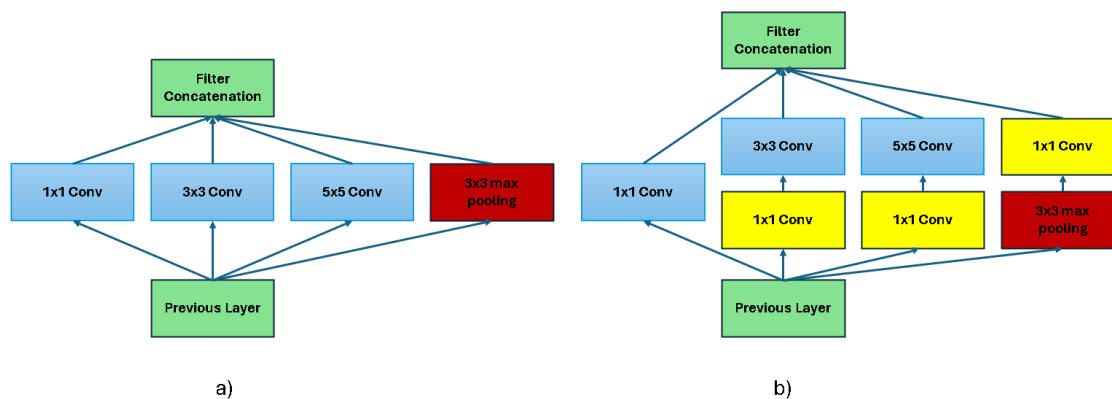 Filter
Concatenation
1x1 Conv
3x3 Conv
5x5 Conv
3x3 max
pooling
Previous Layer
a)
Filter
Concatenation
3x3 Conv
5x5 Conv
1x1 Conv
1x1 Conv
1x1 Conv
1x1 Conv
3x3 max
pooling
Previous Layer
b)